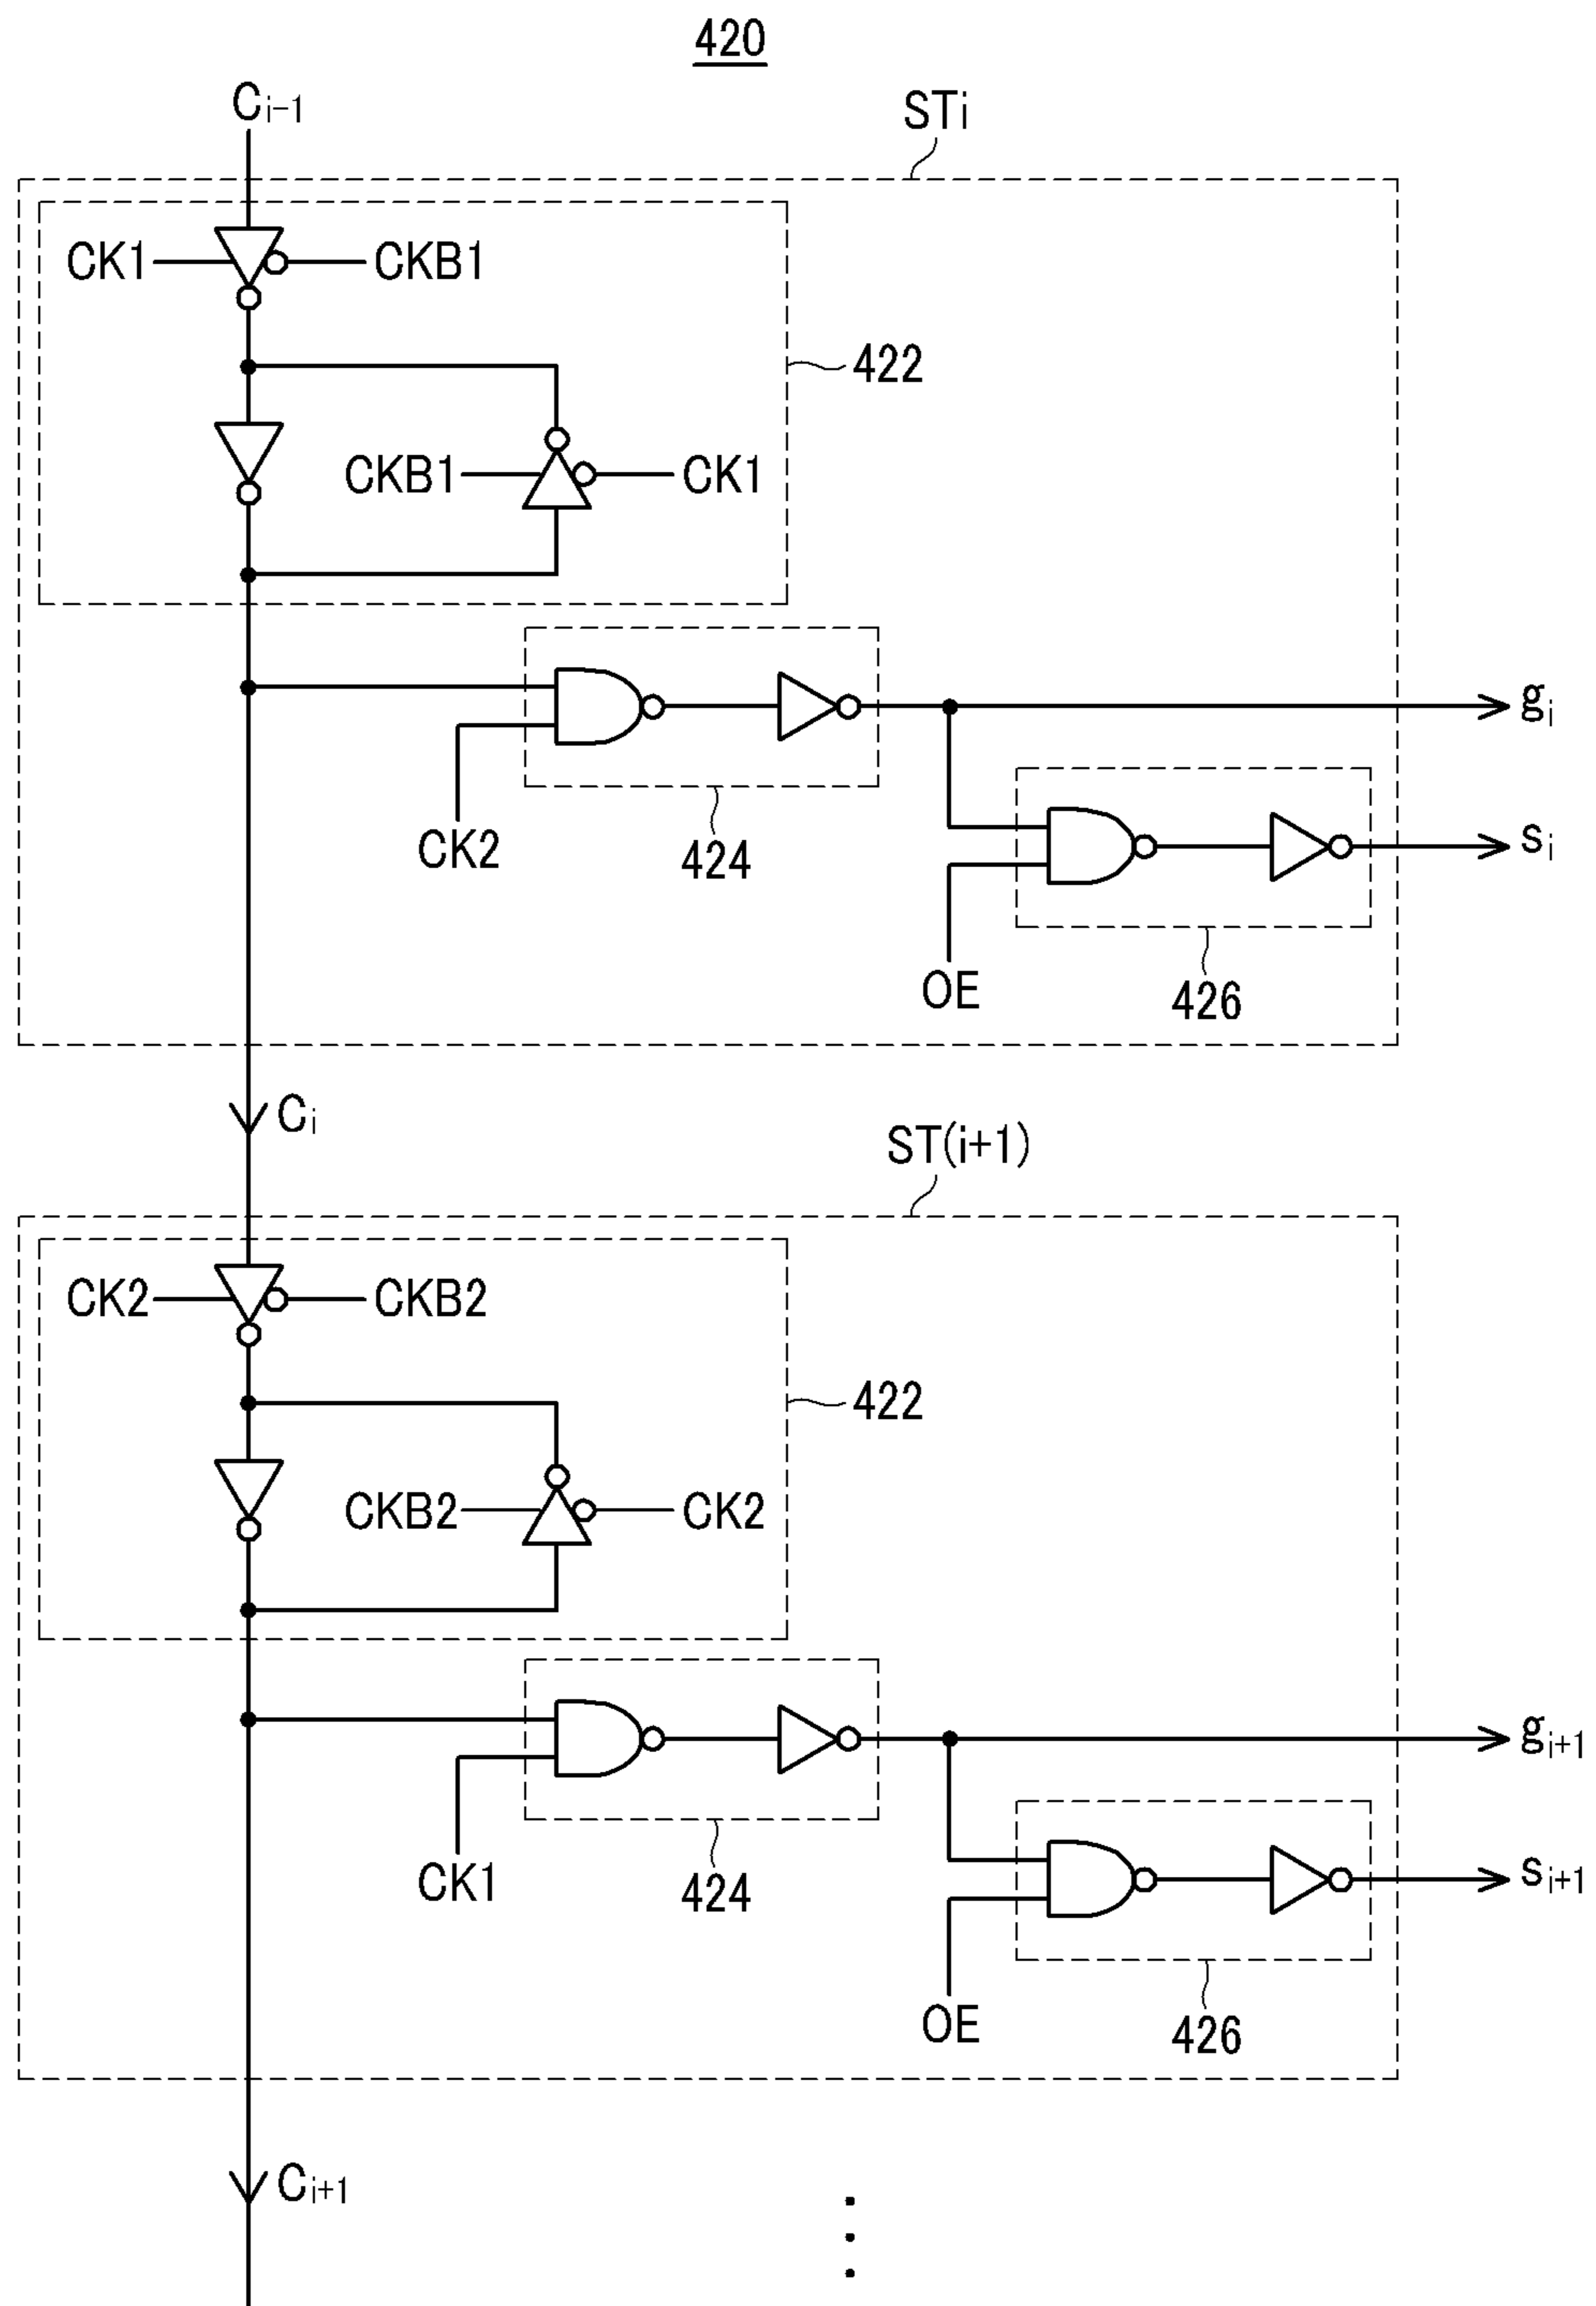 420
Ci-1
STi
CK1
CKB1
422
CKB1
CK1
gi
CK2
424
si
OE
426
Ci
ST(i+1)
CK2
CKB2
422
CKB2
CK2
gi+1
CK1
424
si+1
OE
426
Ci+1